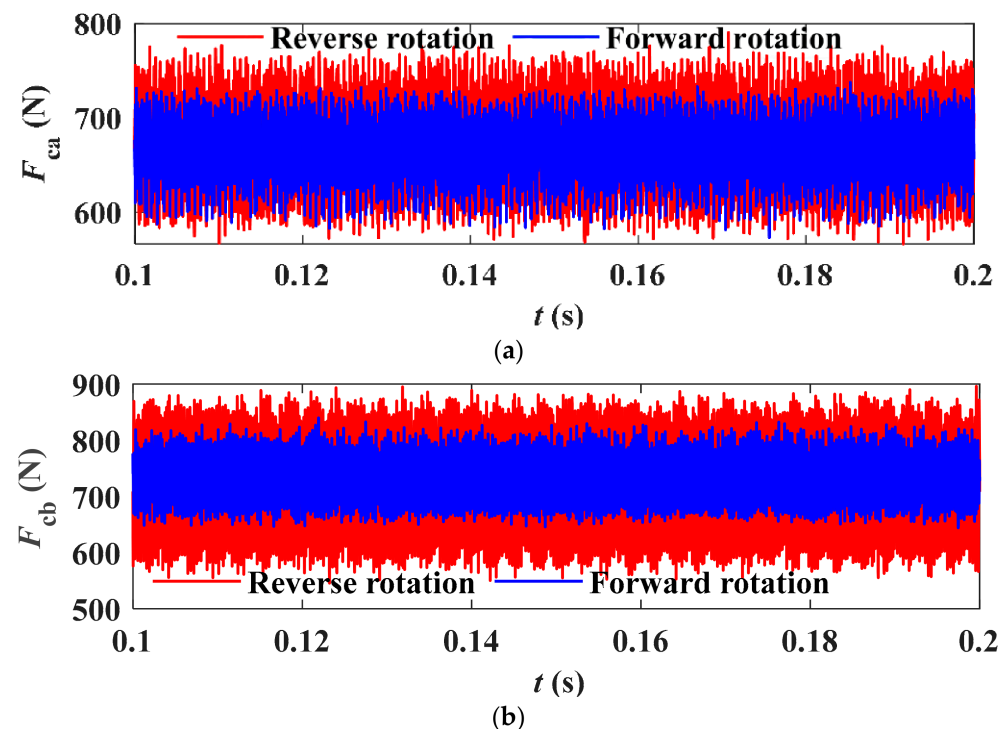 800
Reverse rotation Forward rotation
700
600
F_ca (N)
0.1 0.12 0.14 0.16 0.18 0.2
t (s)
(a)
900
800
700
600
500
F_cb (N)
Reverse rotation Forward rotation
0.1 0.12 0.14 0.16 0.18 0.2
t (s)
(b)